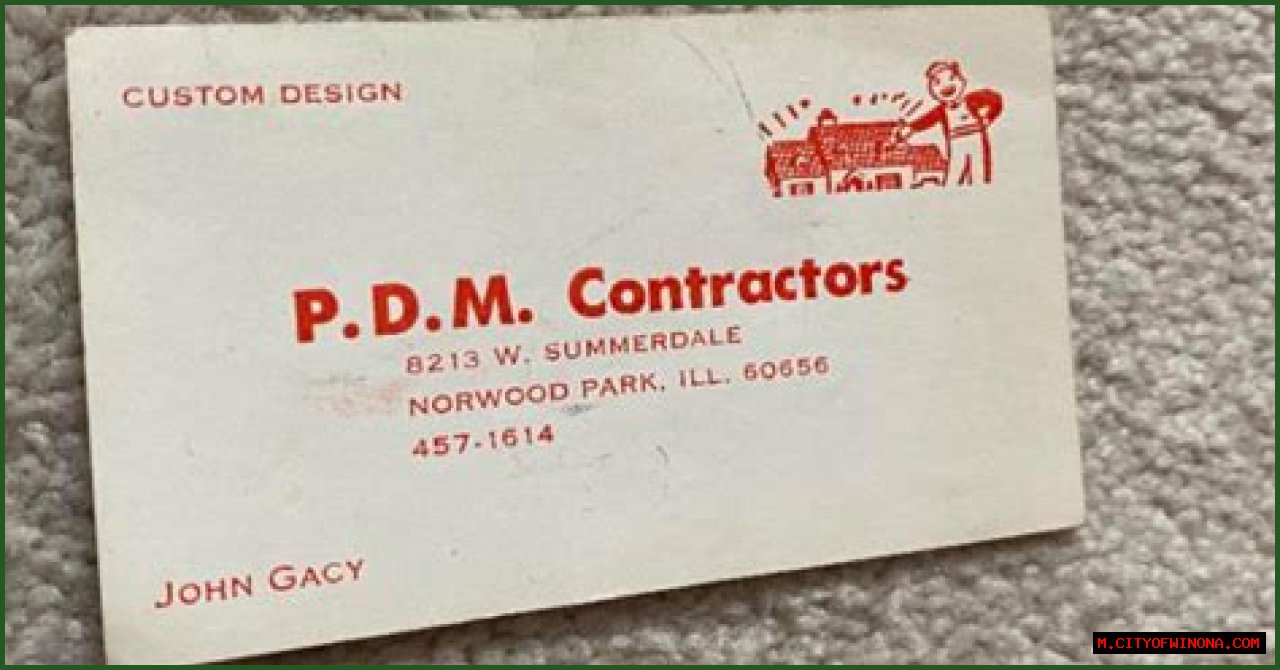 CUSTOM DESIGN
P.D.M. Contractors
8213 W. SUMMERDALE
NORWOOD PARK, ILL. 60656
457-1614
JOHN GACY
M.CITYOFWINONA.COM